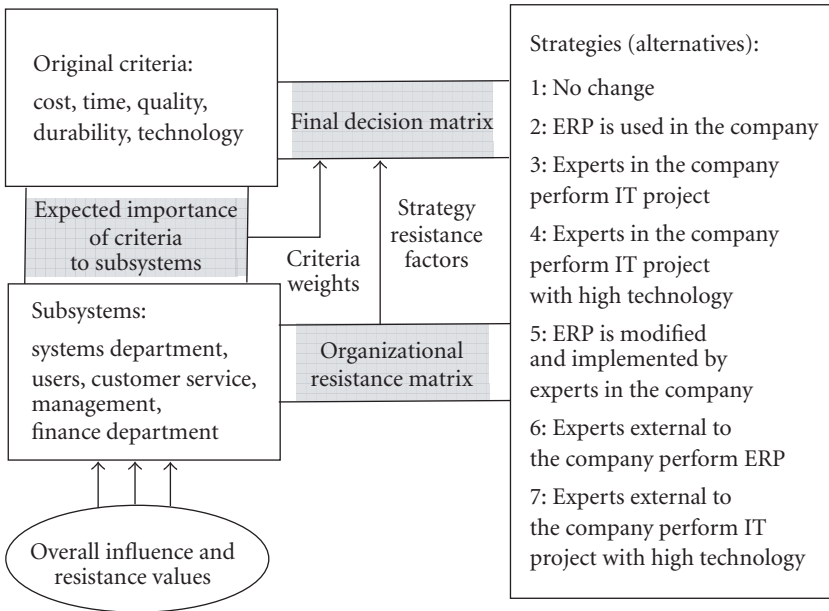 Original criteria:
cost, time, quality,
durability, technology
Final decision matrix
Expected importance
of criteria
to subsystems
Criteria
weights
Strategy
resistance
factors
Subsystems:
systems department,
users, customer service,
management,
finance department
Organizational
resistance matrix
Overall influence and
resistance values
Strategies (alternatives):
1: No change
2: ERP is used in the company
3: Experts in the company
perform IT project
4: Experts in the company
perform IT project
with high technology
5: ERP is modified
and implemented by
experts in the company
6: Experts external to
the company perform ERP
7: Experts external to
the company perform IT
project with high technology